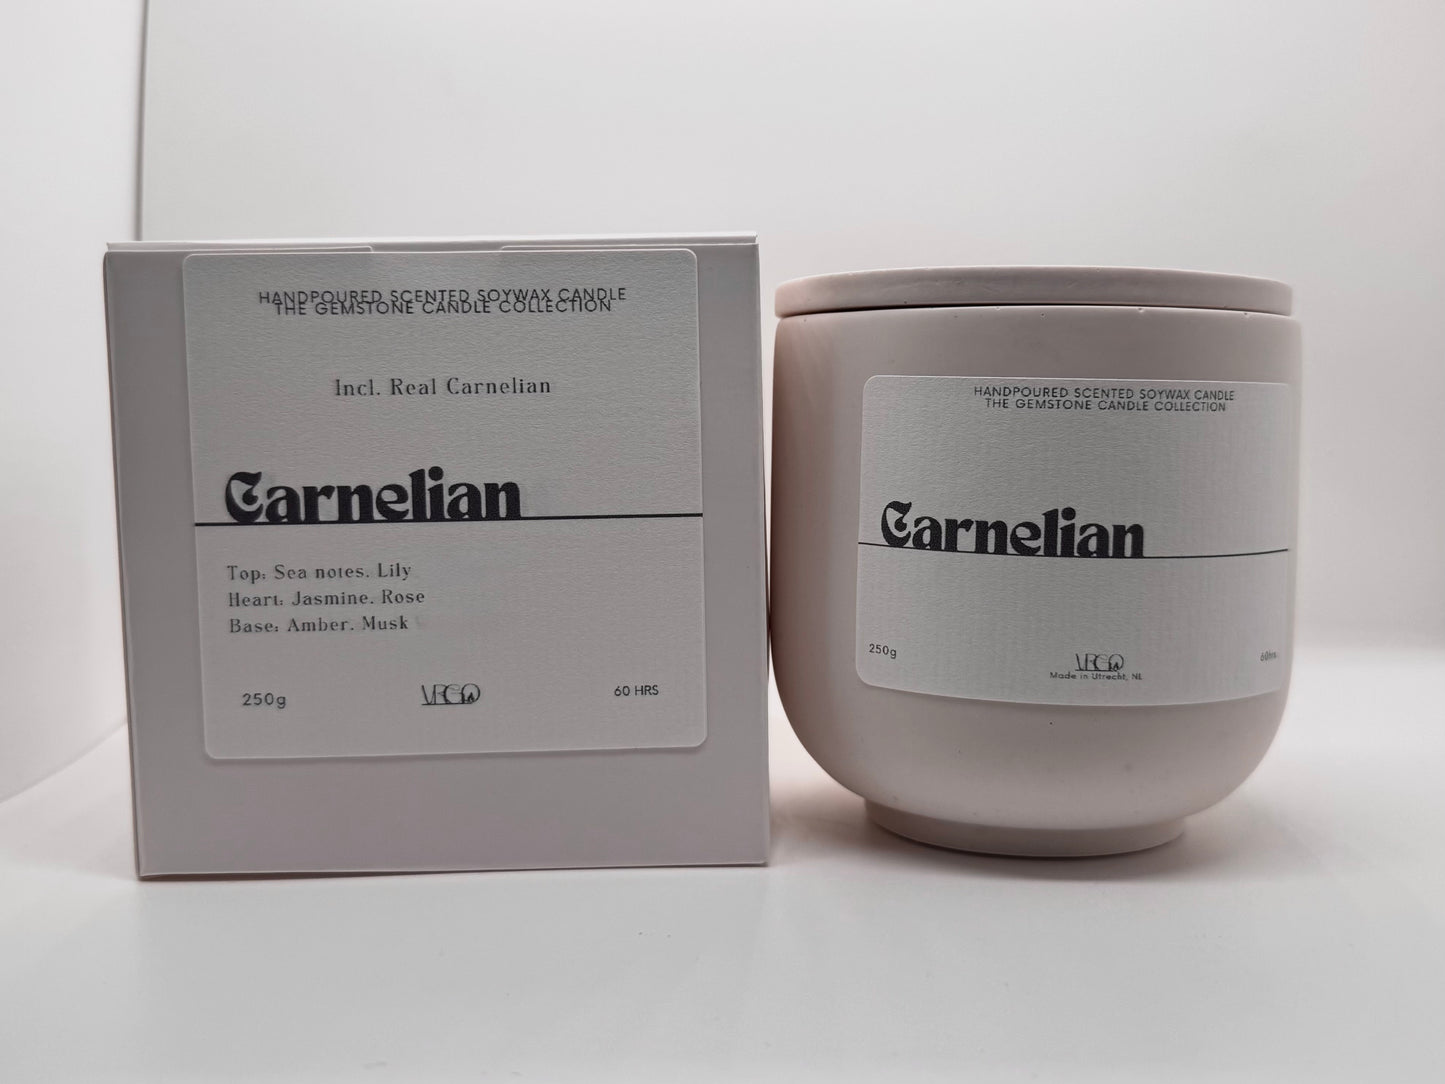 HANDPOURED SCENTED SOYWAX CANDLE
THE GEMSTONE CANDLE COLLECTION
Incl. Real Carnelian
Carnelian
Top: Sea notes. Lily
Heart: Jasmine. Rose
Base: Amber. Musk
250g
60 HRS
HANDPOURED SCENTED SOYWAX CANDLE
THE GEMSTONE CANDLE COLLECTION
Carnelian
250g
60hrs
Made in Utrecht, NL